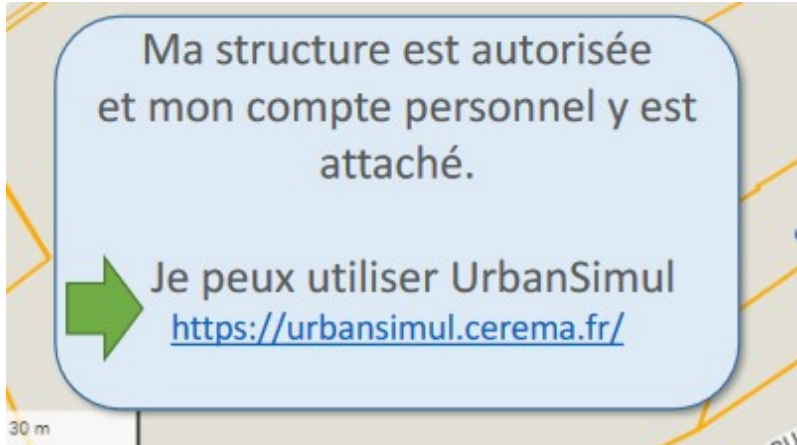 Ma structure est autorisée
et mon compte personnel y est
attaché.
Je peux utiliser UrbanSimul
https://urbansimul.cerema.fr/
30 m